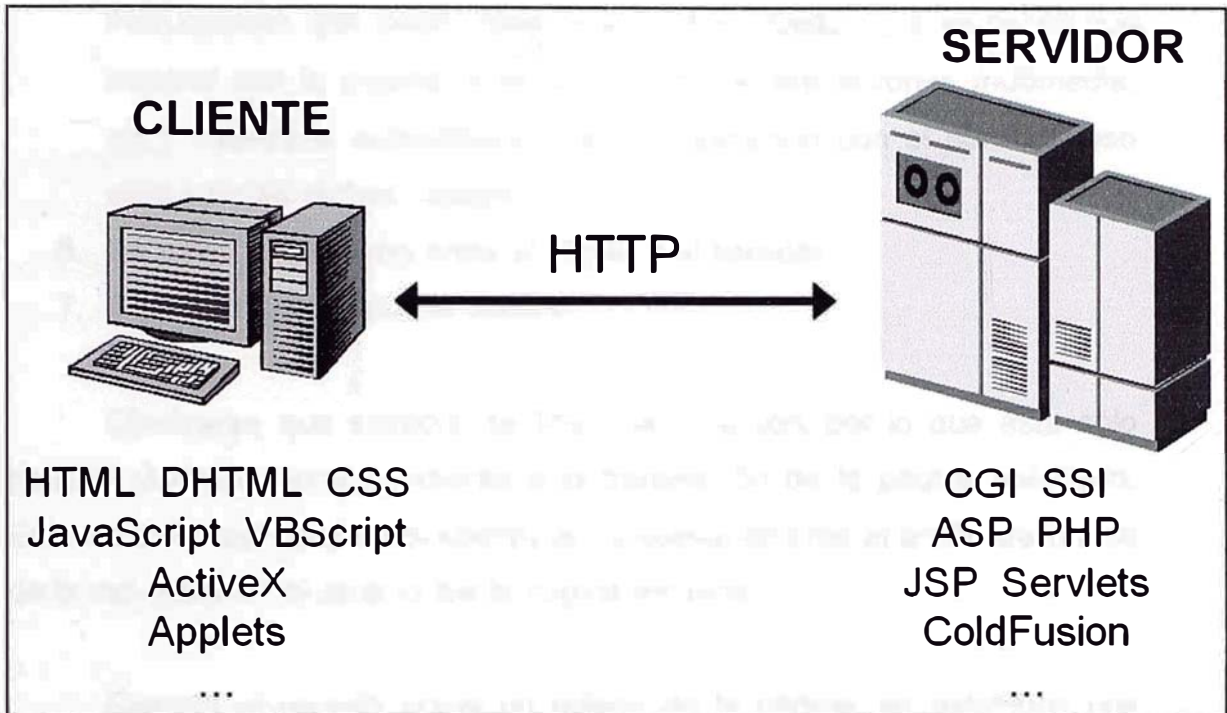 SERVIDOR
CLIENTE
HTTP
HTML DHTML CSS
JavaScript VBScript
ActiveX
Applets
...
CGI SSI
ASP PHP
JSP Servlets
ColdFusion
...